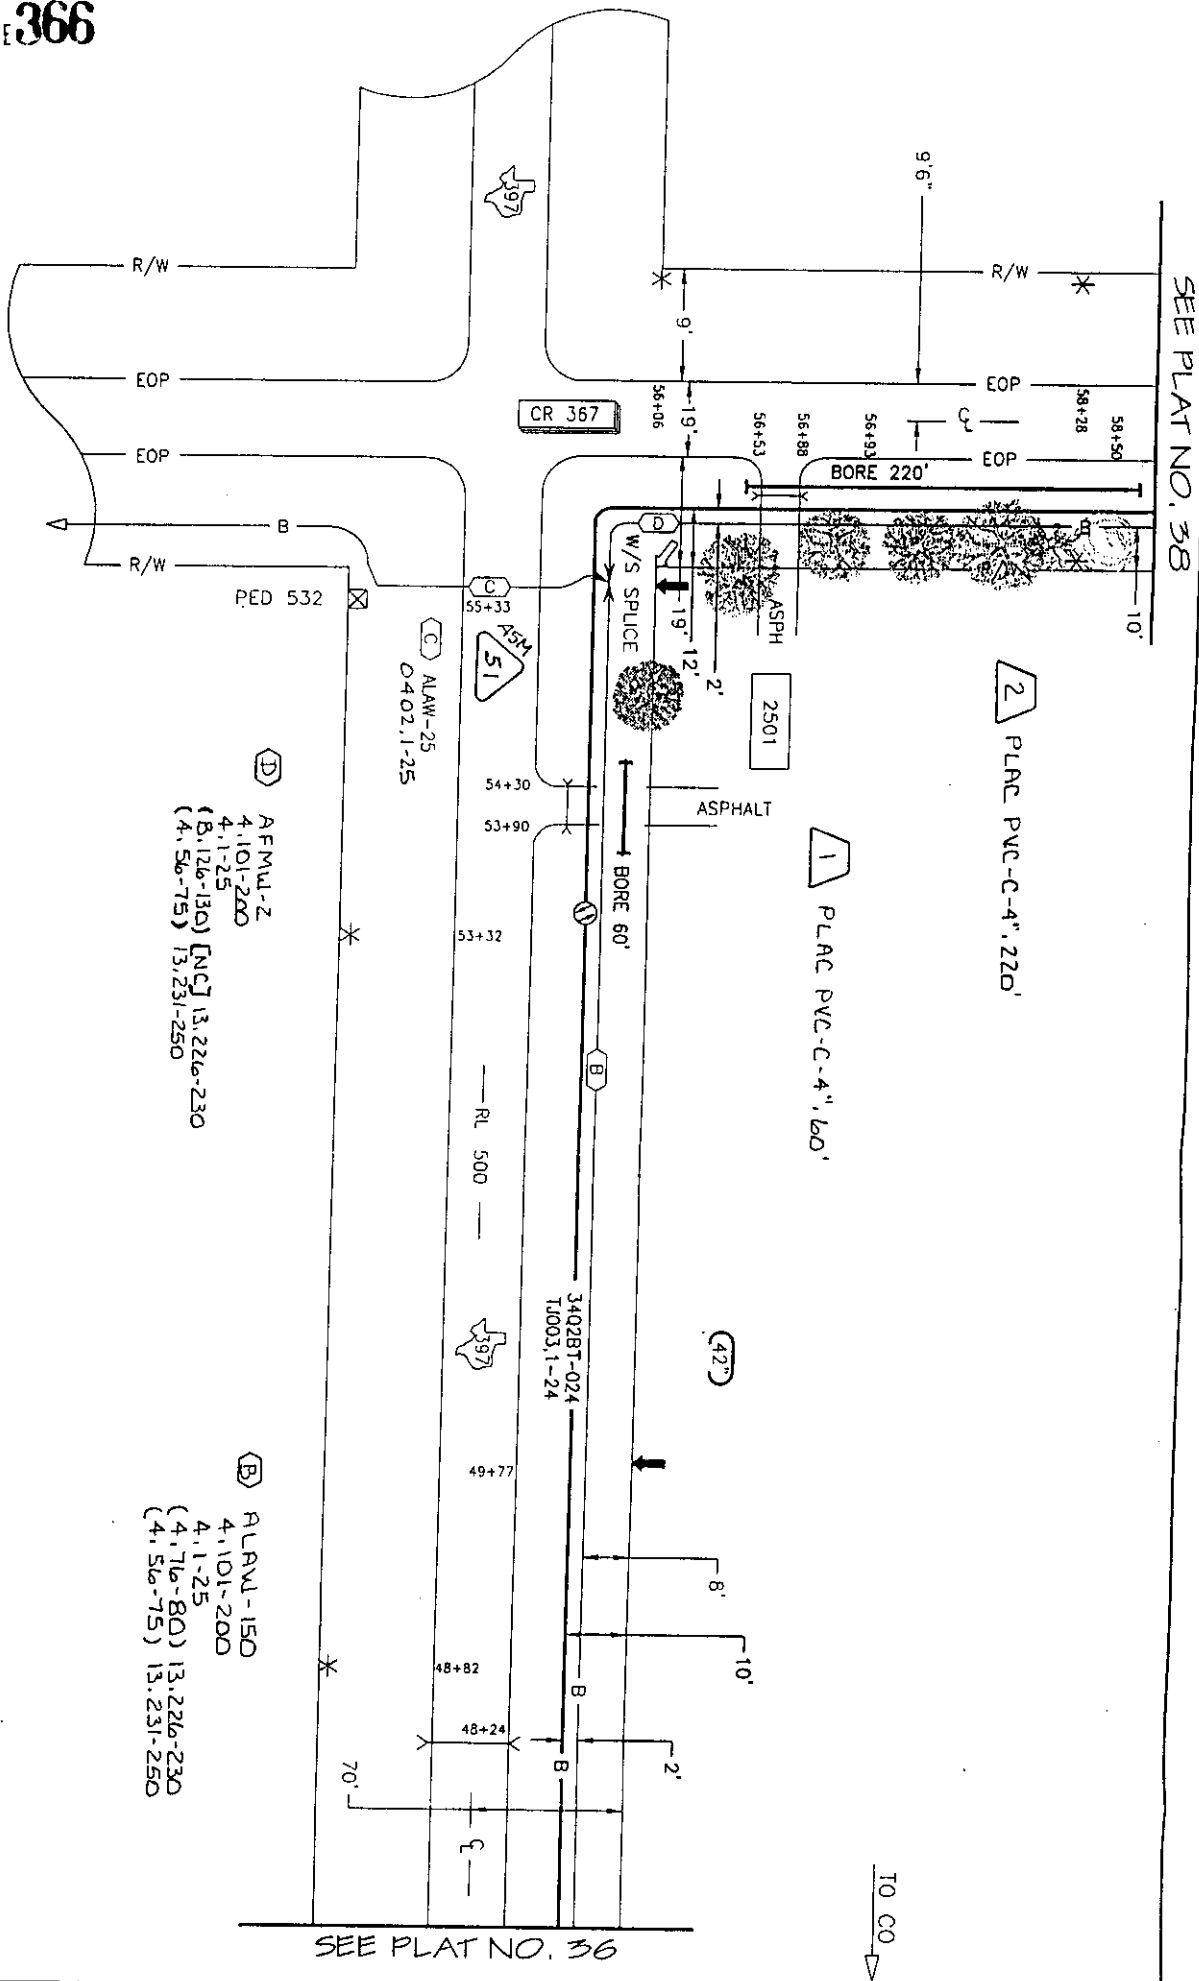 E366
SEE PLAT NO. 38
9'6"
R/W
R/W
9'
397
EOP
EOP
56+06
19'
CR 367
56+53
56+88
56+93
C
L
58+28
58+50
EOP
EOP
BORE 220'
B
D
B
R/W
W/S SPLICE
10'
PED 532
C
55+33
19'
12'
2'
ASPH
ASM
51
C ALAW-25
0402,1-25
2501
2 PLAC PVC-C-4", 220'
54+30
53+90
ASPHALT
1 PLAC PVC-C-4", 60'
BORE 60'
53+32
D AFMW-2
4,101-200
4,1-25
(8,126-130) [NC] 13,226-230
(4,56-75) 13,231-250
B
RL 500
34Q2BT-024
TJ003,1-24
397
(42")
49+77
B ALAW-150
4,101-200
4,1-25
(4,76-80) 13,226-230
(4,56-75) 13,231-250
8'
10'
48+82
B
48+24
B
2'
70'
C
L
TO CO
SEE PLAT NO. 36